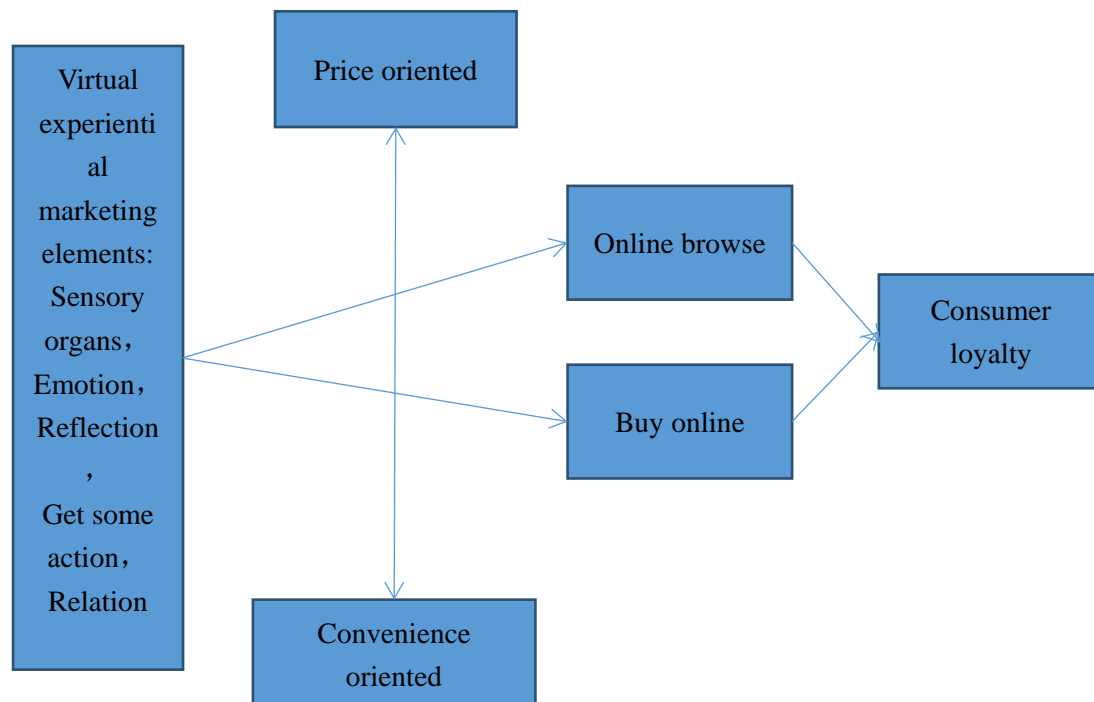 Virtual
experienti
al
marketing
elements:
Sensory
organs，
Emotion，
Reflection
，
Get some
action，
Relation
Price oriented
Online browse
Buy online
Consumer
loyalty
Convenience
oriented